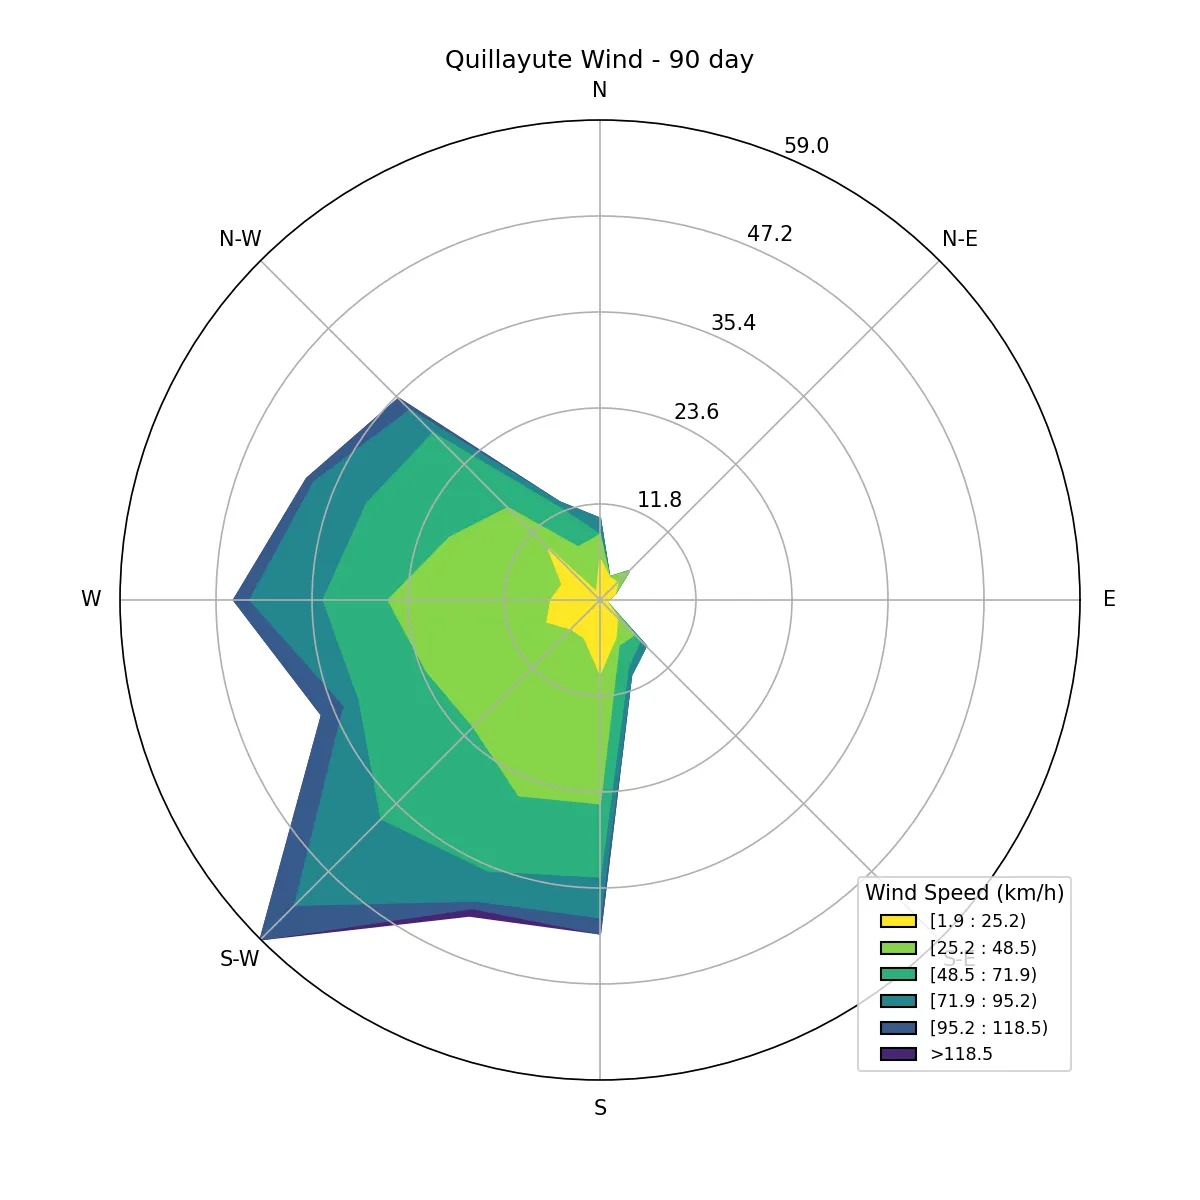 Quillayute Wind - 90 day
N
59.0
47.2
N-W
N-E
35.4
23.6
11.8
W
E
Wind Speed (km/h)
[1.9 : 25.2)
[25.2 : 48.5)
S-W
S-E
[48.5 : 71.9)
[71.9 : 95.2)
[95.2 : 118.5)
>118.5
S